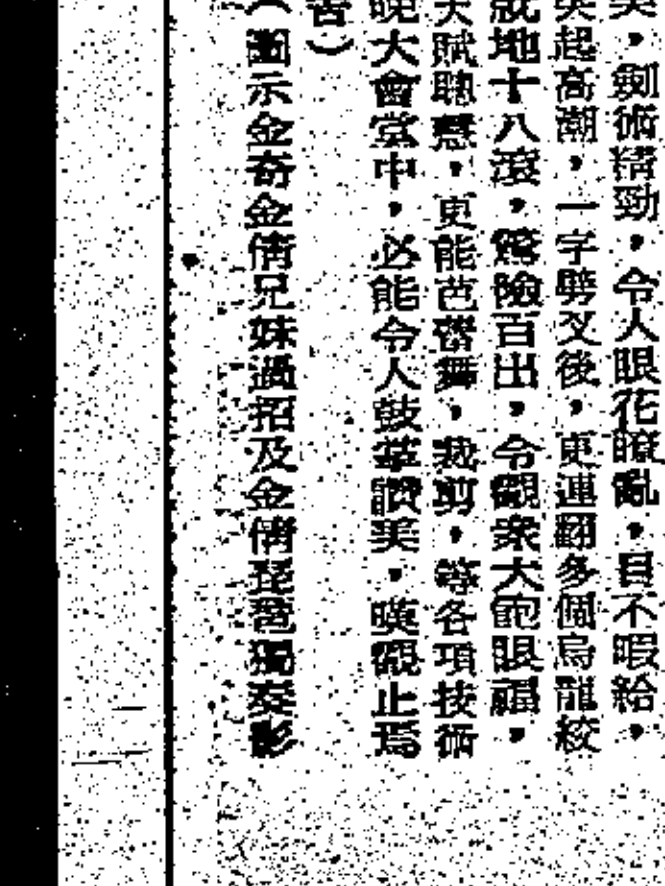 美，劍術精勁，令人眼花瞭亂，目不暇給，
突起高潮，一字劈叉後，更連翻多個烏龍絞
就地十八滾，驚險百出，令觀衆大飽眼福，
天賦聰慧，更能芭蕾舞，裁剪，等各項技術
晚大會堂中，必能令人鼓掌讚美，嘆觀止焉
（圖示金奇金倩兄妹過招及金倩琵琶獨奏影